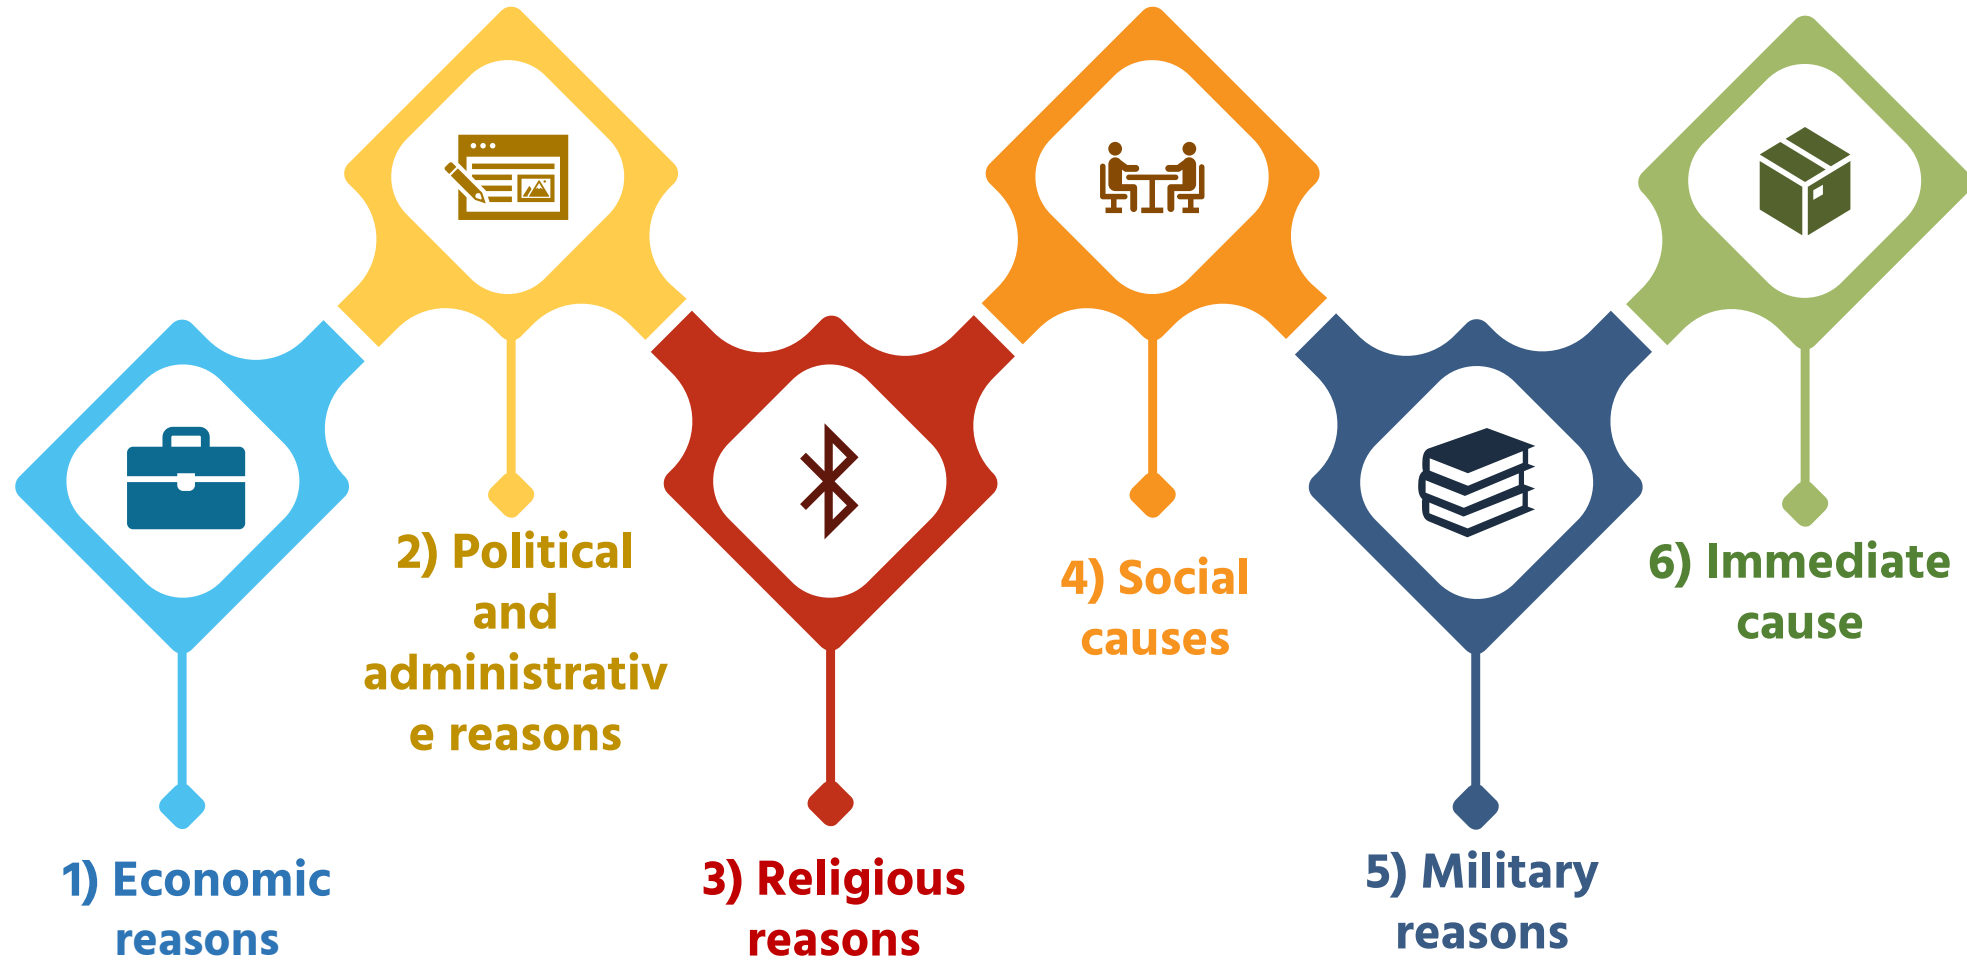 1) Economic
reasons
2) Political
and
administrativ
e reasons
3) Religious
reasons
4) Social
causes
5) Military
reasons
6) Immediate
cause